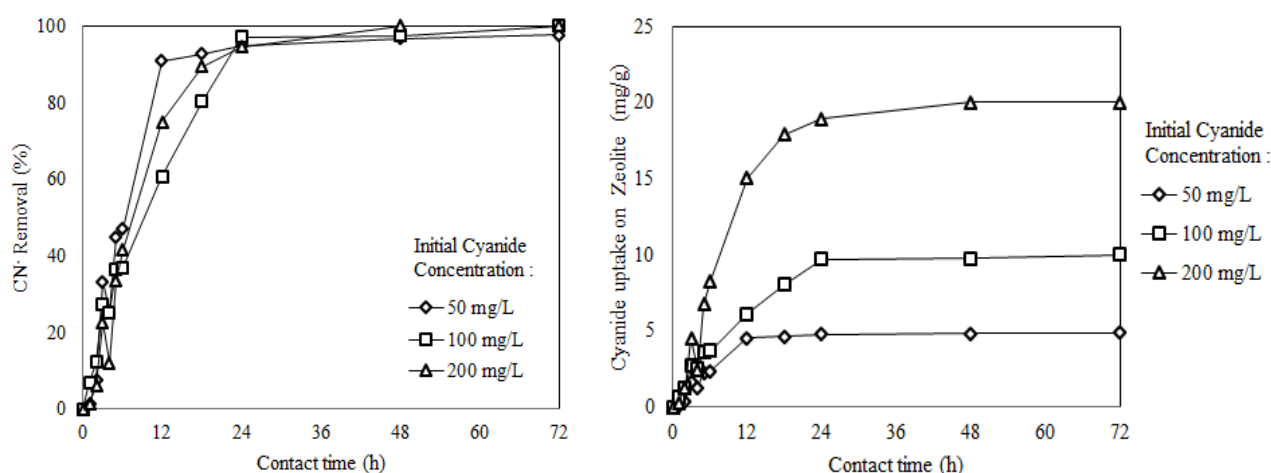 CN- Removal (%)
100
80
60
40
20
0
0 12 24 36 48 60 72
Contact time (h)
Initial Cyanide
Concentration :
50 mg/L
100 mg/L
200 mg/L
Cyanide uptake on Zeolite (mg/g)
25
20
15
10
5
0
0 12 24 36 48 60 72
Contact time (h)
Initial Cyanide
Concentration :
50 mg/L
100 mg/L
200 mg/L